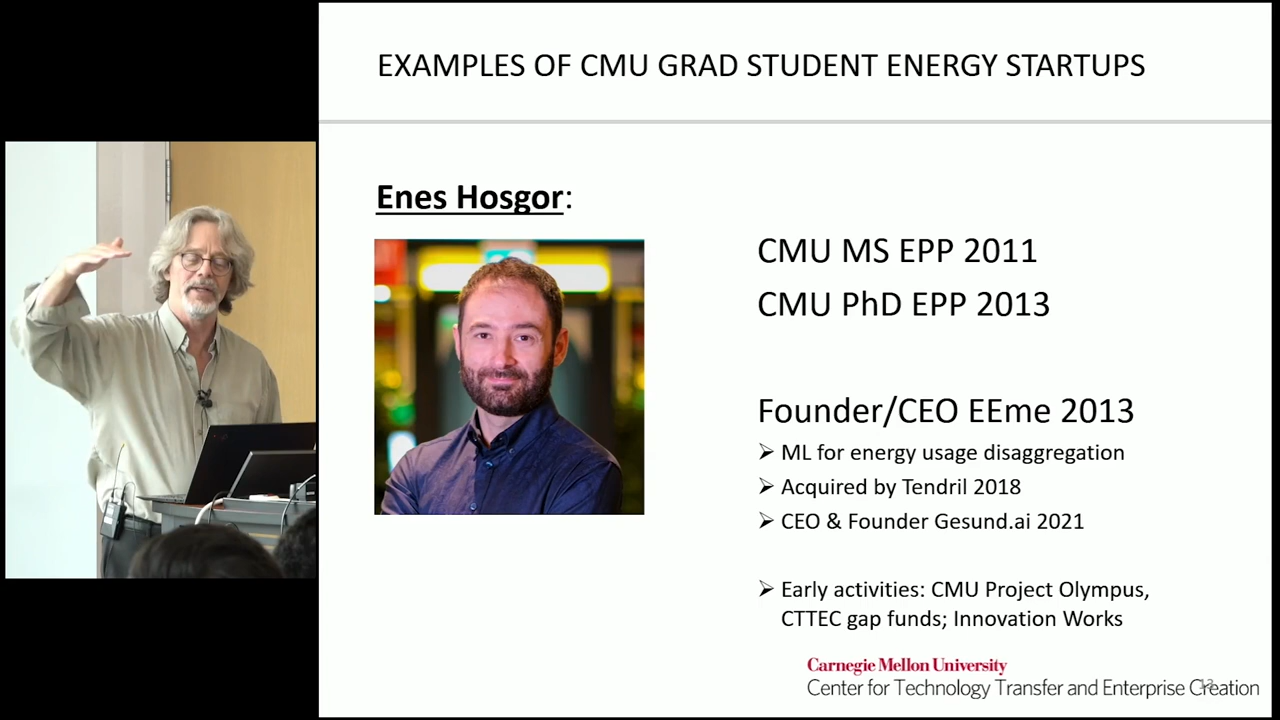 EXAMPLES OF CMU GRAD STUDENT ENERGY STARTUPS
Enes Hosgor:
CMU MS EPP 2011
CMU PhD EPP 2013
Founder/CEO EEme 2013
➢ ML for energy usage disaggregation
➢ Acquired by Tendril 2018
➢ CEO & Founder Gesund.ai 2021
➢ Early activities: CMU Project Olympus,
CTTEC gap funds; Innovation Works
Carnegie Mellon University
Center for Technology Transfer and Enterprise Creation